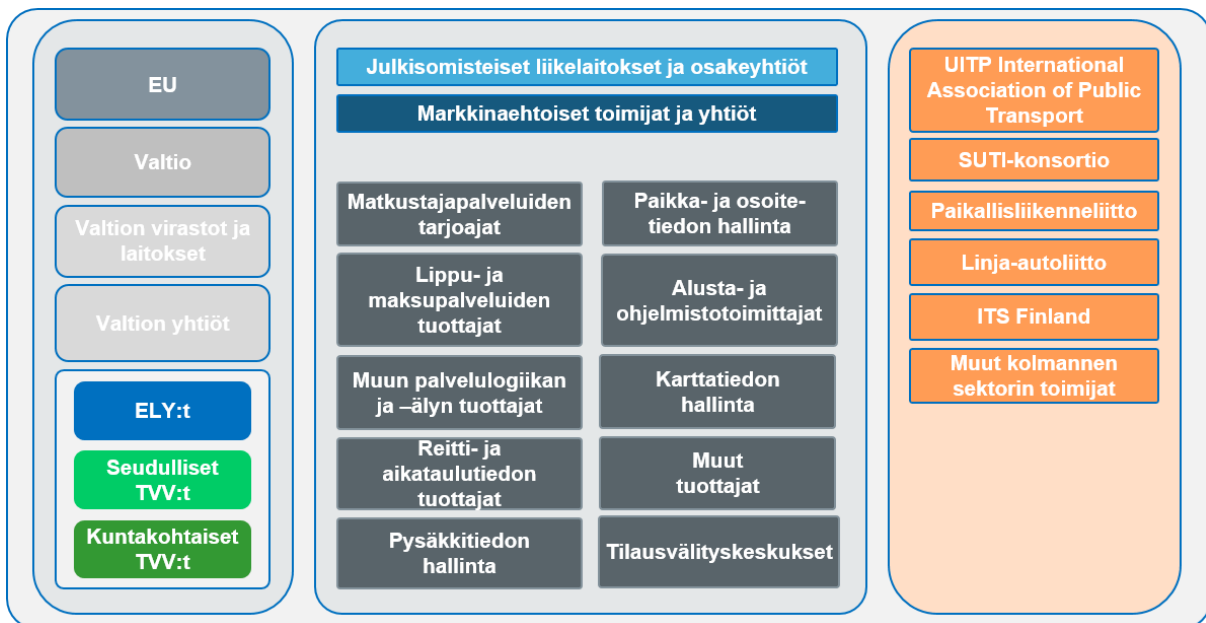 EU
Valtio
Valtion virastot ja
laitokset
Valtion yhtiöt
ELY:t
Seudulliset
TVV:t
Kuntakohtaiset
TVV:t
Julkisomisteiset liikelaitokset ja osakeyhtiöt
Markkinaehtoiset toimijat ja yhtiöt
Matkustajapalveluiden
tarjoajat
Lippu- ja
maksupalveluiden
tuottajat
Muun palvelulogiikan
ja –älyn tuottajat
Reitti- ja
aikataulutiedon
tuottajat
Pysäkkitiedon
hallinta
Paikka- ja osoite-
tiedon hallinta
Alusta- ja
ohjelmistotoimittajat
Karttatiedon
hallinta
Muut
tuottajat
Tilausvälityskeskukset
UITP International
Association of Public
Transport
SUTI-konsortio
Paikallisliikenneliitto
Linja-autoliitto
ITS Finland
Muut kolmannen
sektorin toimijat